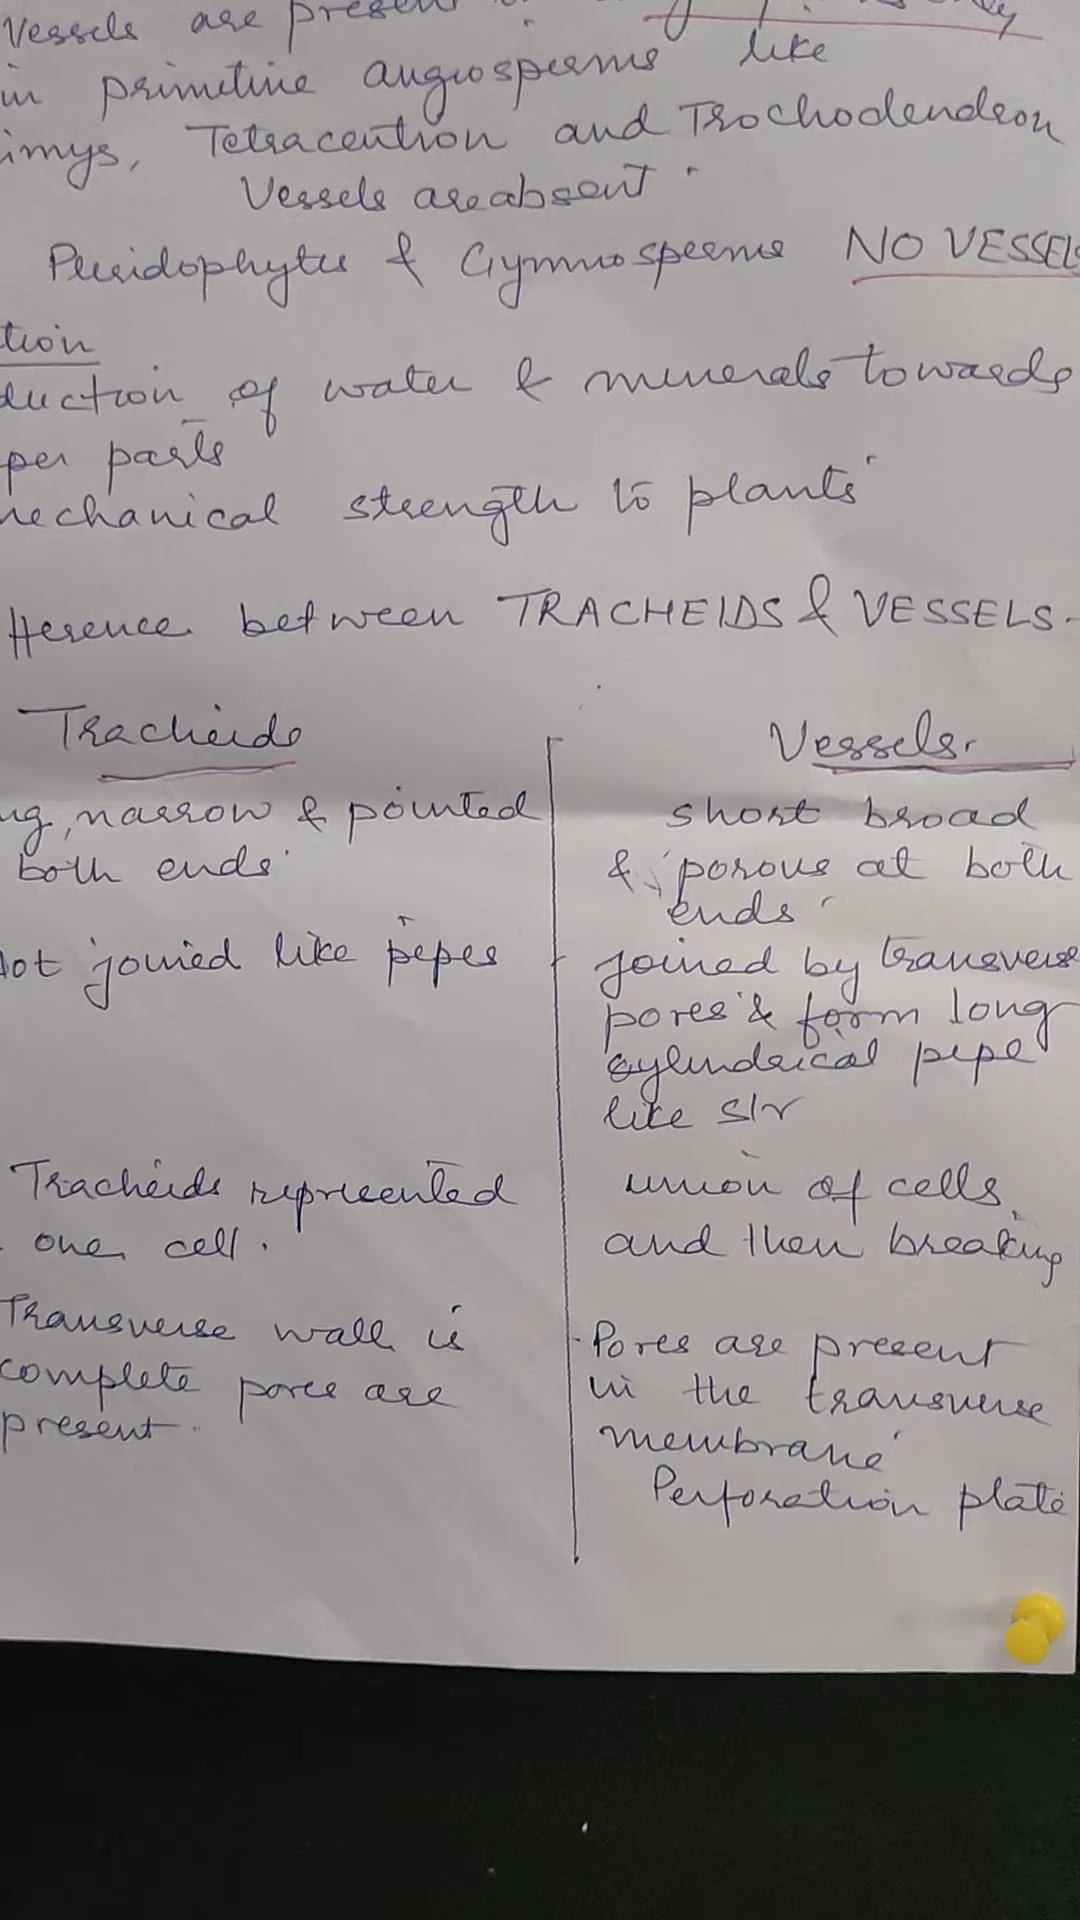 Vessels are present
in primitive angiosperms like
imys, Tetracention and Trochodendron
Vessels are absent.
Pteridophytes & Gymnosperms NO VESSELS
tion
duction of water & minerals towards
per parts
mechanical strength to plants
fference between TRACHEIDS & VESSELS.
Tracheids
Vessels.
ng, narrow & pointed
both ends
short broad
& porous at both
ends
Not joined like pipes
joined by transverse
pores & form long
cylindrical pipe
like s/r
Tracheids represented
one cell.
union of cells
and then breaking
Transverse wall is
complete pores are
present.
Pores are present
in the transverse
membrane
Perforation plate